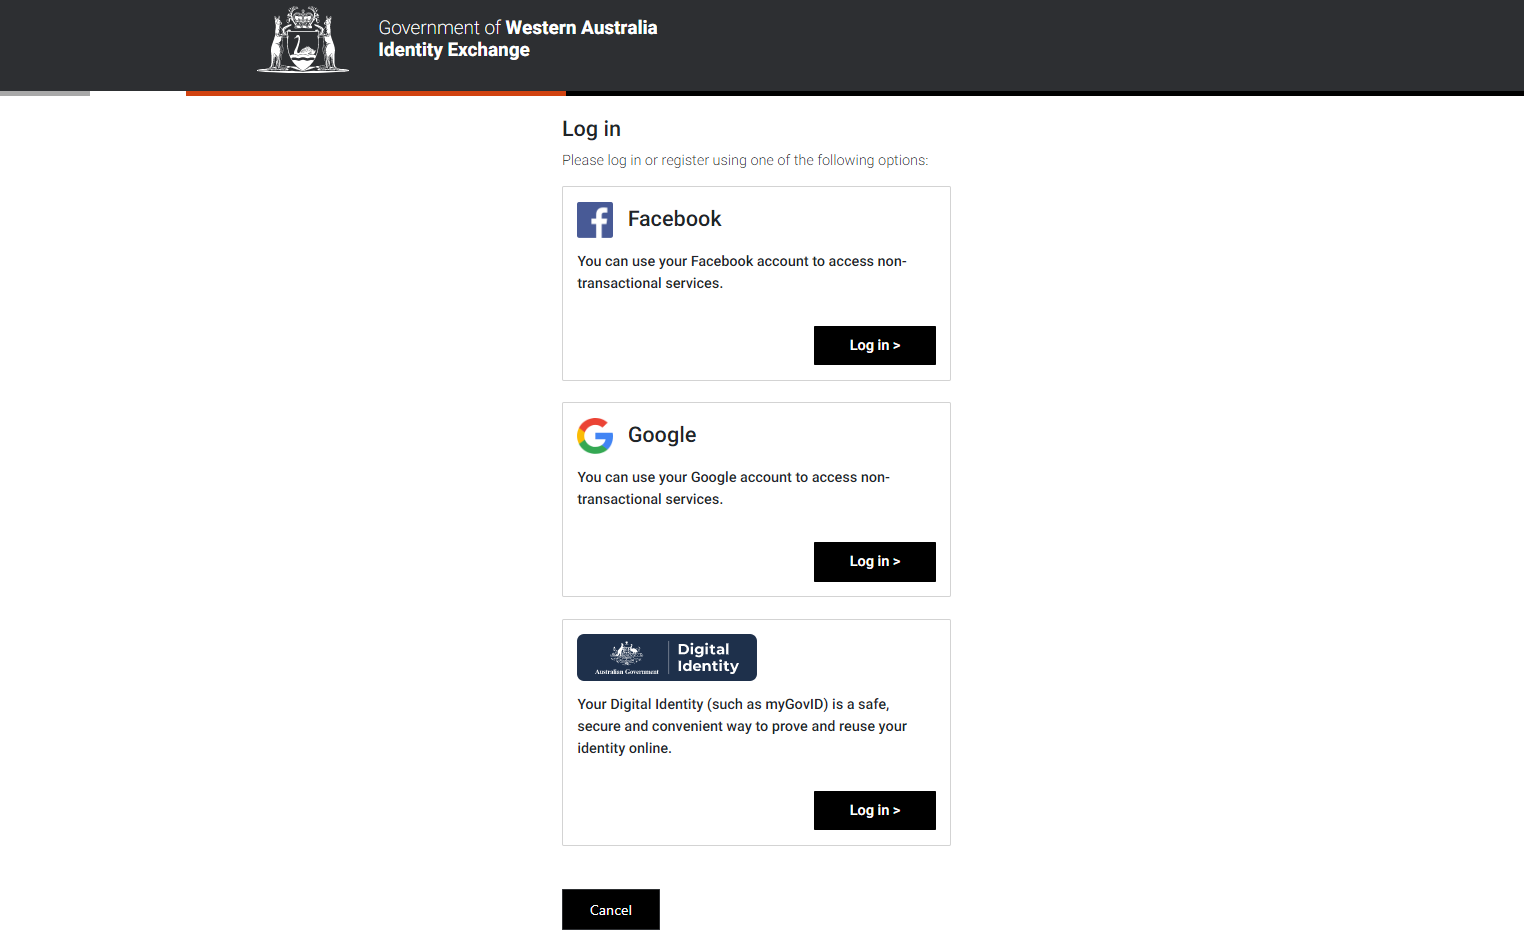 Government of Western Australia
Identity Exchange
Log in
Please log in or register using one of the following options:
Facebook
You can use your Facebook account to access non-
transactional services.
Log in >
Google
You can use your Google account to access non-
transactional services.
Log in >
Australian Government
Digital
Identity
Your Digital Identity (such as myGovID) is a safe,
secure and convenient way to prove and reuse your
identity online.
Log in >
Cancel